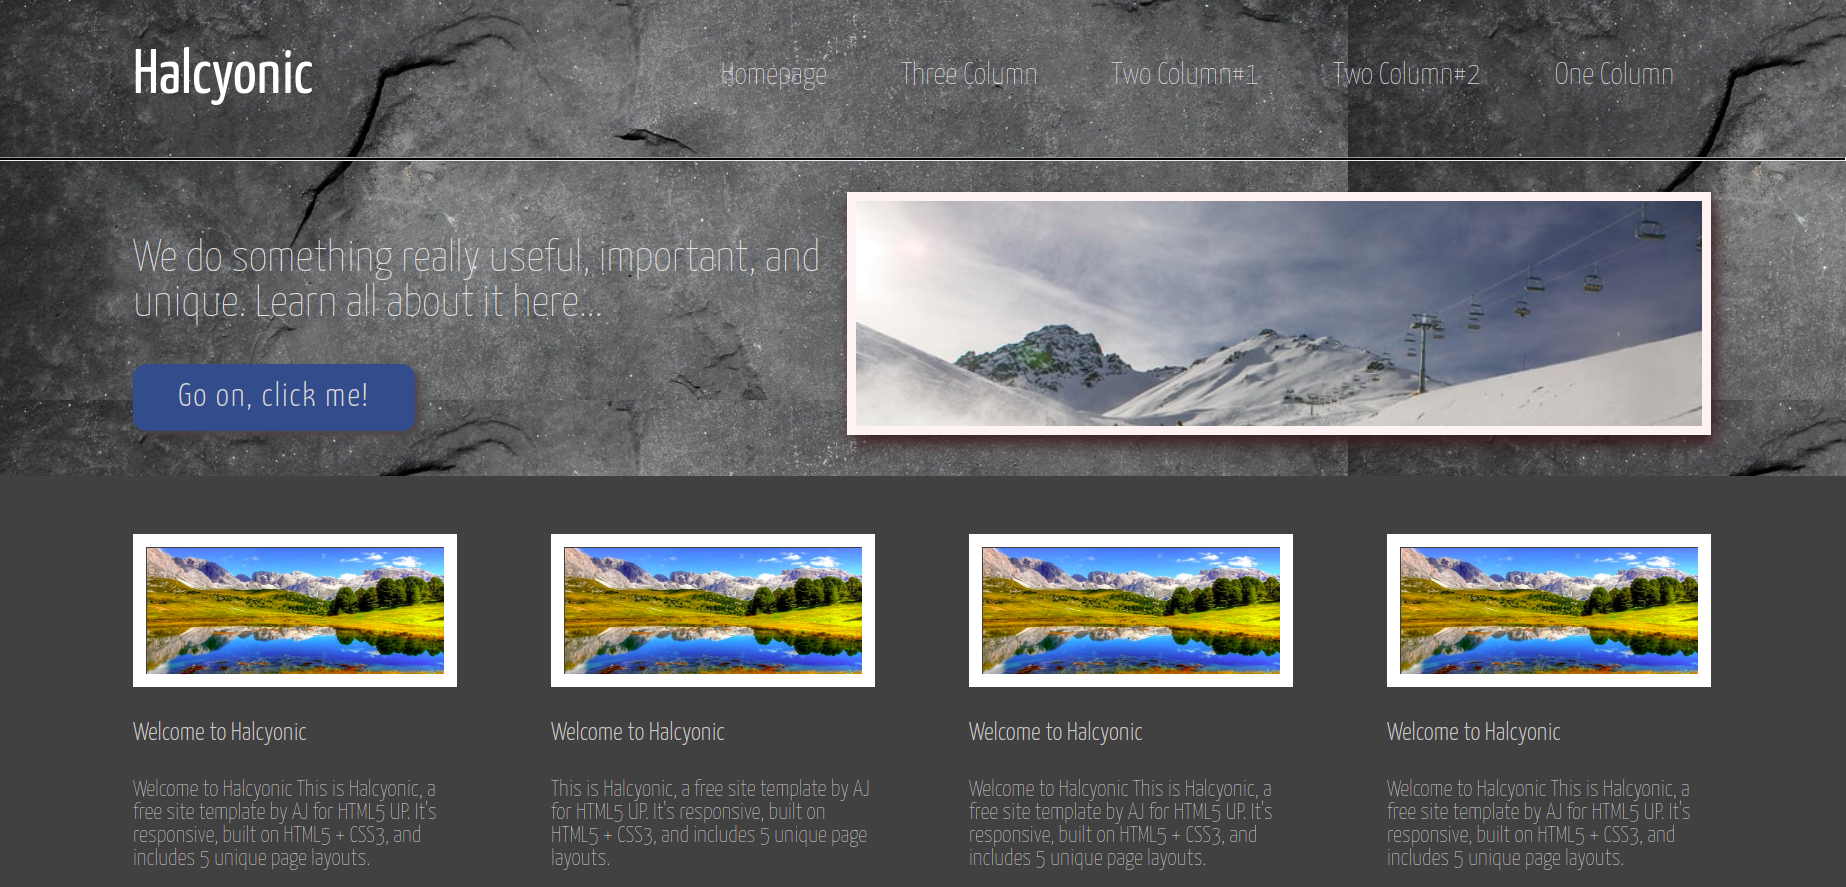 Halcyonic
Homepage
Three Column
Two Column#1
Two Column#2
One Column
We do something really useful, important, and
unique. Learn all about it here...
Go on, click me!
Welcome to Halcyonic
Welcome to Halcyonic This is Halcyonic, a
free site template by AJ for HTML5 UP. It's
responsive, built on HTML5 + CSS3, and
includes 5 unique page layouts.
Welcome to Halcyonic
This is Halcyonic, a free site template by AJ
for HTML5 UP. It's responsive, built on
HTML5 + CSS3, and includes 5 unique page
layouts.
Welcome to Halcyonic
Welcome to Halcyonic This is Halcyonic, a
free site template by AJ for HTML5 UP. It's
responsive, built on HTML5 + CSS3, and
includes 5 unique page layouts.
Welcome to Halcyonic
Welcome to Halcyonic This is Halcyonic, a
free site template by AJ for HTML5 UP. It's
responsive, built on HTML5 + CSS3, and
includes 5 unique page layouts.